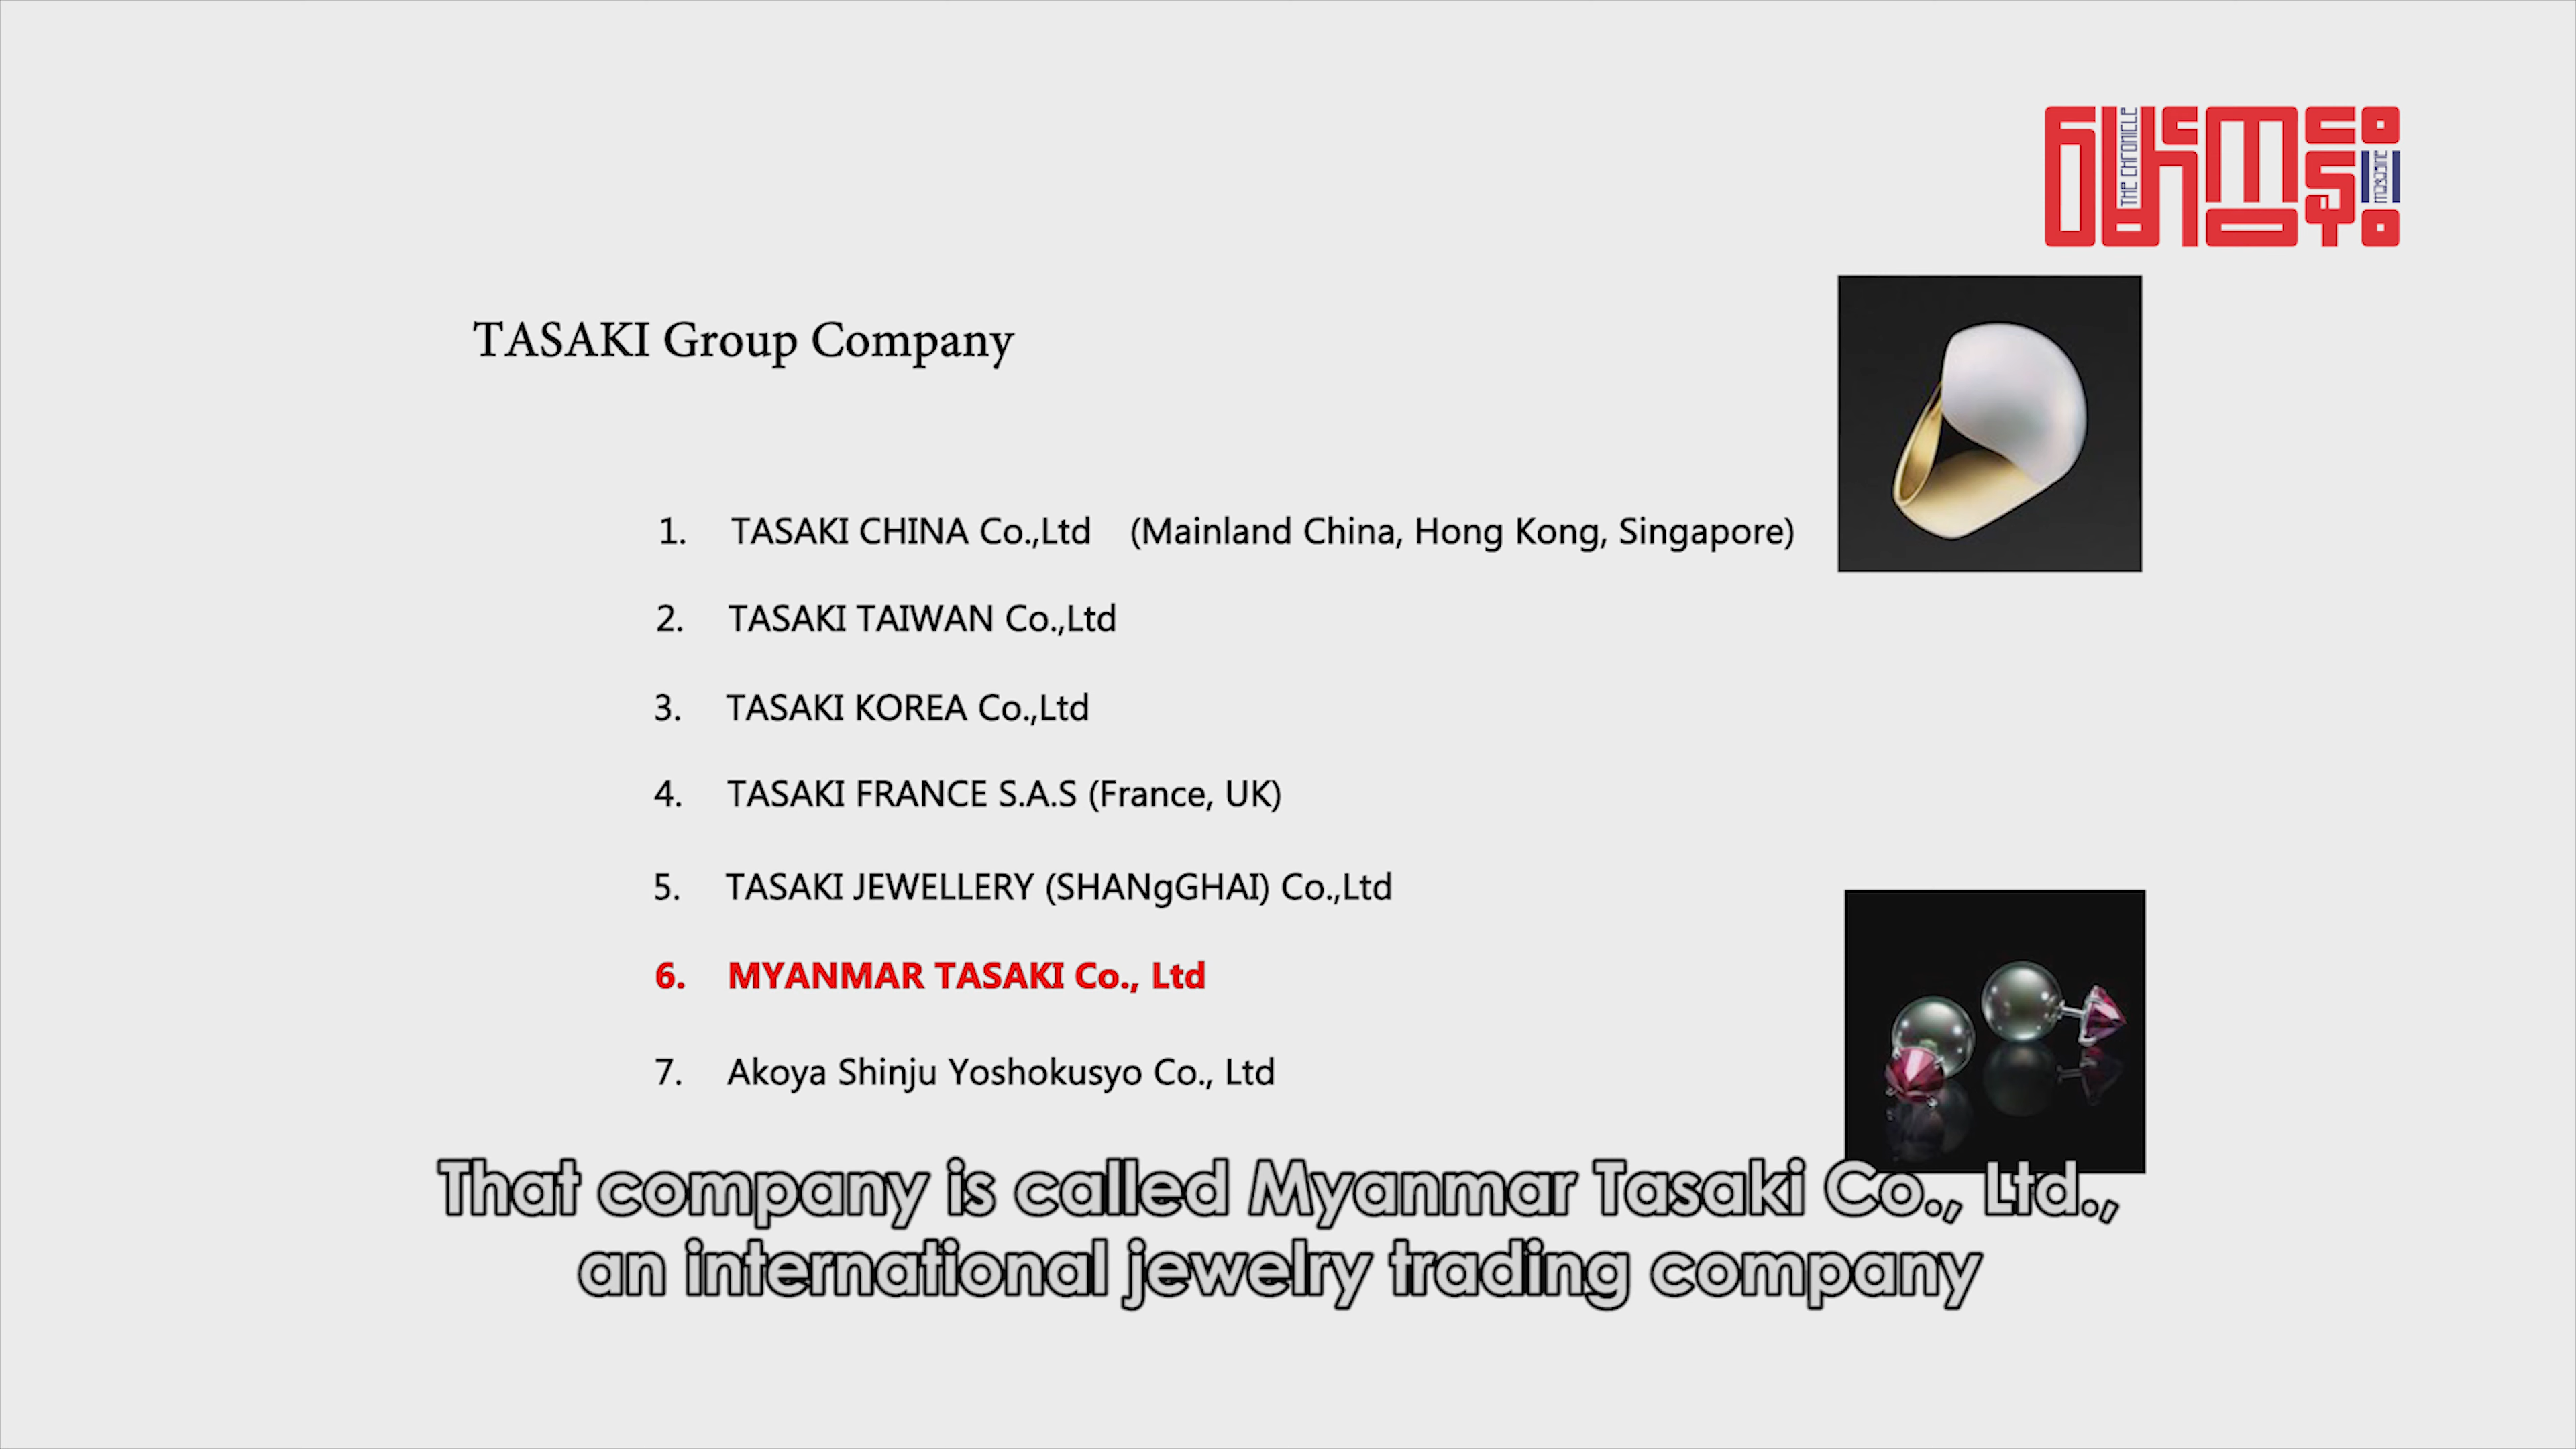 THE CHRONICLE
magazine
TASAKI Group Company
1. TASAKI CHINA Co.,Ltd (Mainland China, Hong Kong, Singapore)
2. TASAKI TAIWAN Co.,Ltd
3. TASAKI KOREA Co.,Ltd
4. TASAKI FRANCE S.A.S (France, UK)
5. TASAKI JEWELLERY (SHANgGHAI) Co.,Ltd
6. MYANMAR TASAKI Co., Ltd
7. Akoya Shinju Yoshokusyo Co., Ltd
That company is called Myanmar Tasaki Co., Ltd.,
an international jewelry trading company